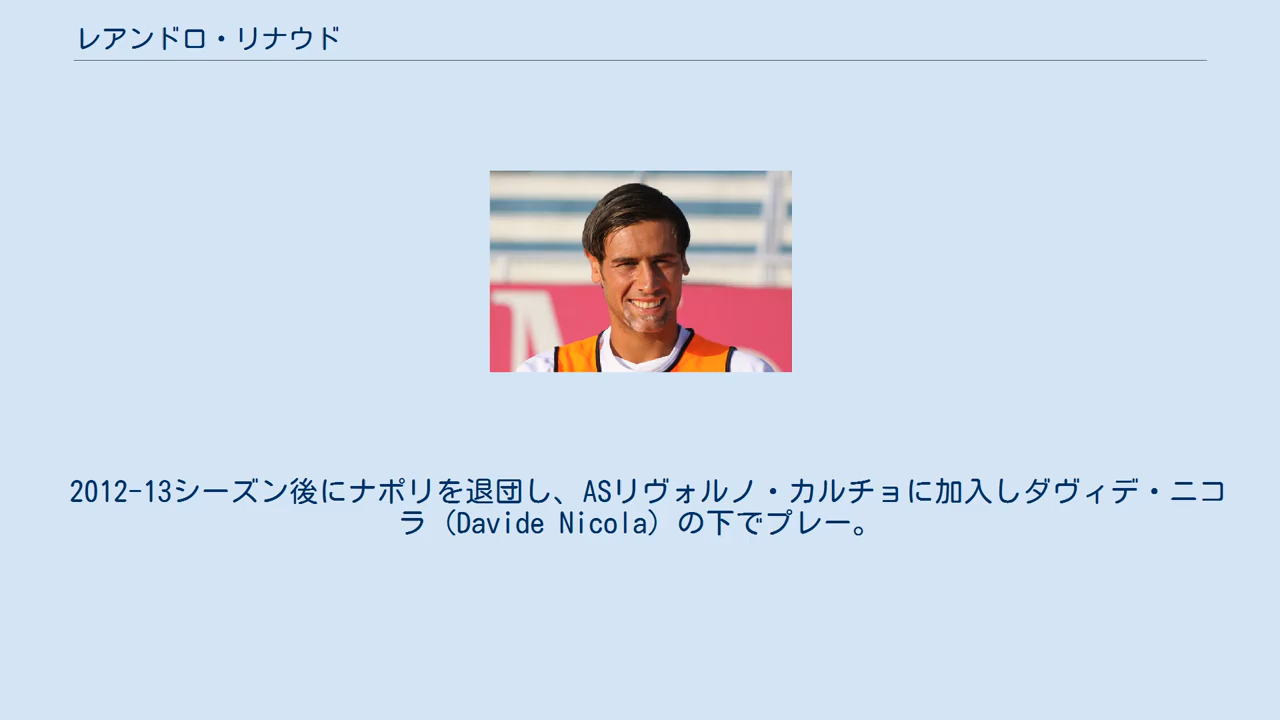 レアンドロ・リナウド
2012-13シーズン後にナポリを退団し、ASリヴォルノ・カルチョに加入しダヴィデ・ニコ
ラ（Davide Nicola）の下でプレー。